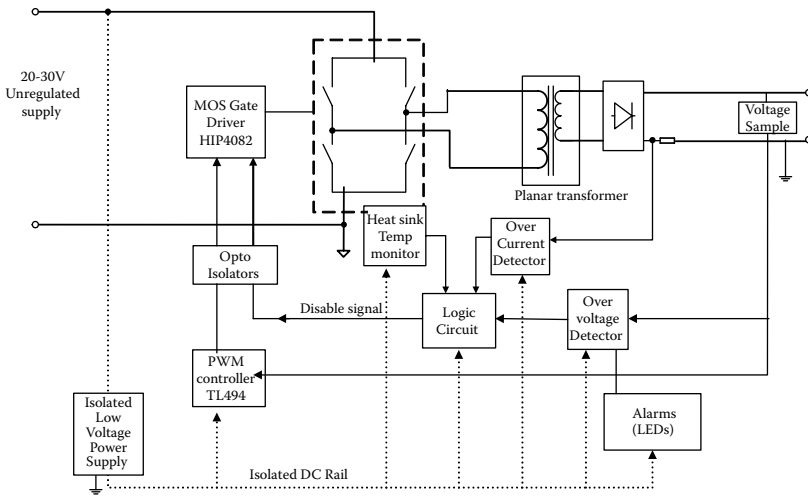 20-30V
Unregulated
supply
MOS Gate
Driver
HIP4082
Voltage
Sample
Planar transformer
Heat sink
Temp
monitor
Over
Current
Detector
Opto
Isolators
Disable signal
Logic
Circuit
Over
voltage
Detector
PWM
controller
TL494
Isolated
Low
Voltage
Power
Supply
Alarms
(LEDs)
Isolated DC Rail